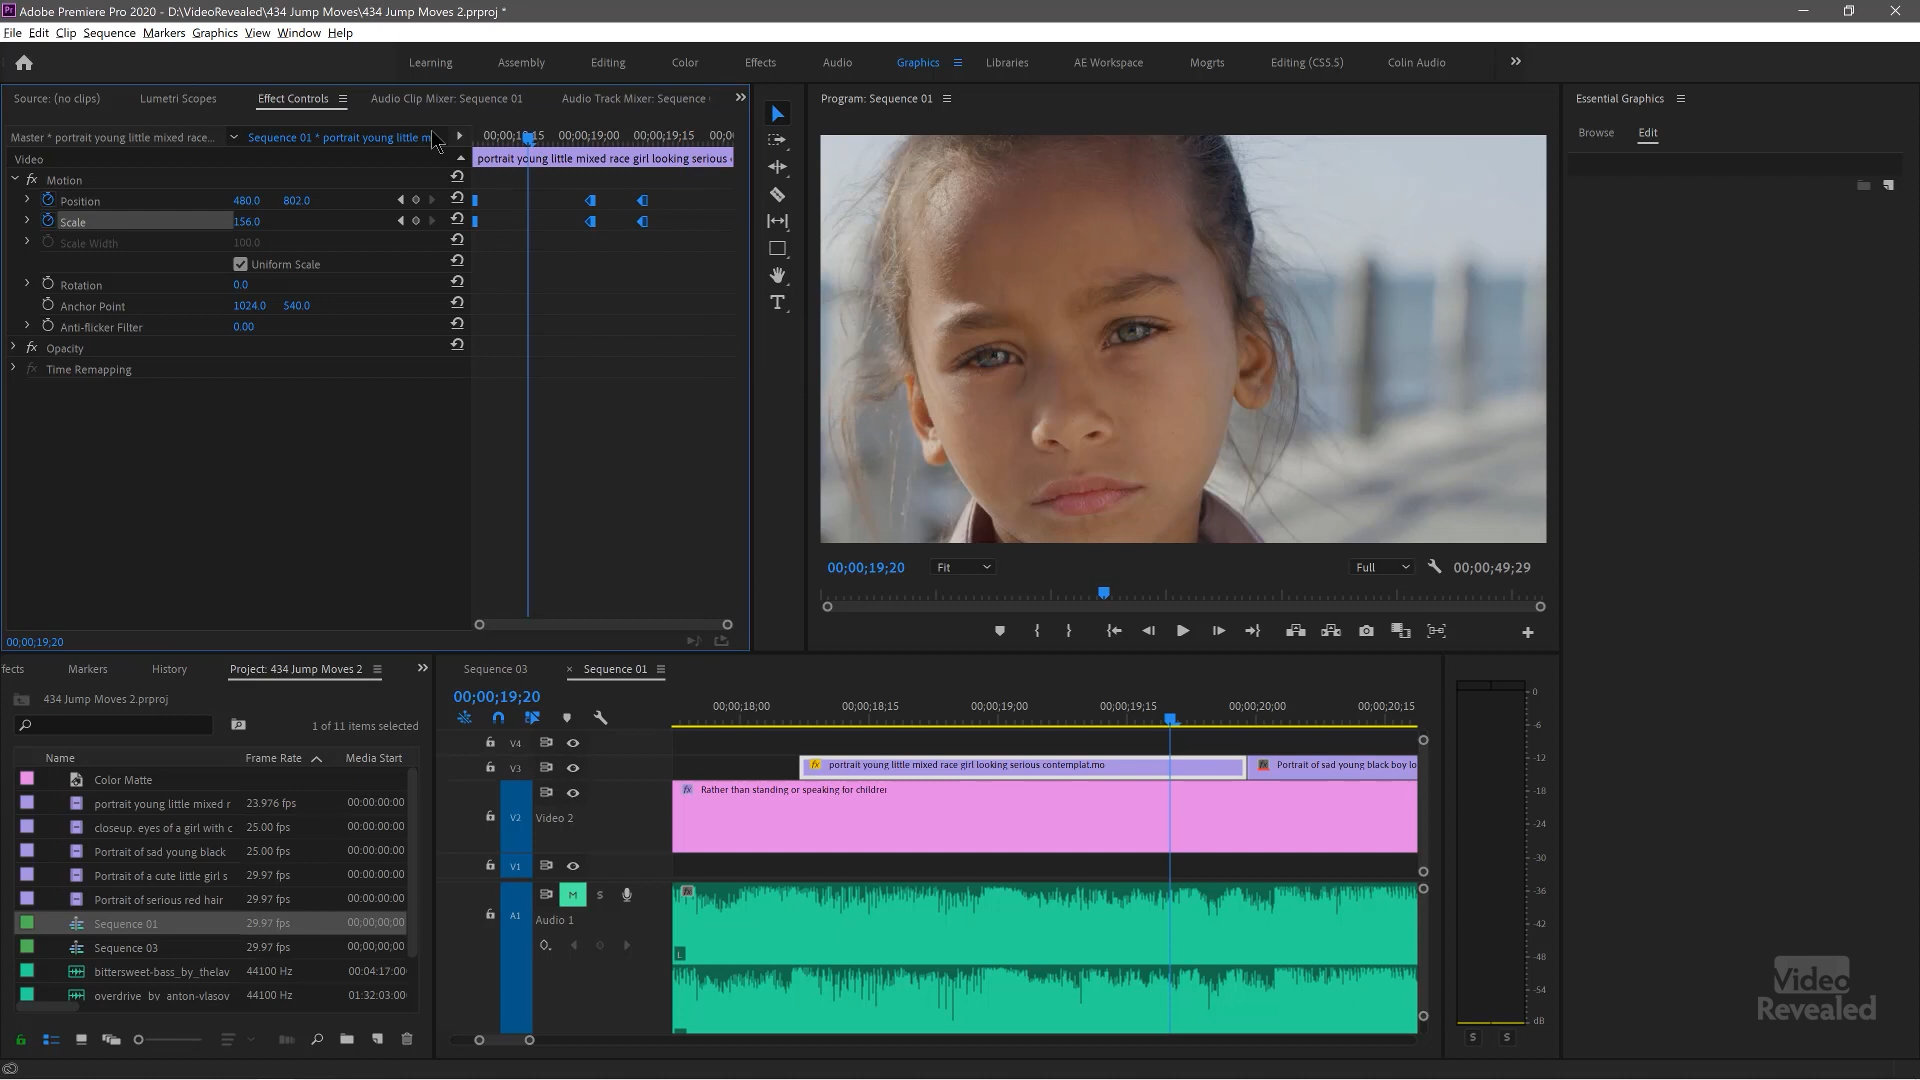 Adobe Premiere Pro 2020 - D:\VideoRevealed\434 Jump Moves\434 Jump Moves 2.prproj *
File Edit Clip Sequence Markers Graphics View Window Help
Learning Assembly Editing Color Effects Audio Graphics Libraries AE Workspace Mogrts Editing (CS5.5) Colin Audio
Source: (no clips) Lumetri Scopes Effect Controls Audio Clip Mixer: Sequence 01 Audio Track Mixer: Sequence
Program: Sequence 01
Essential Graphics
Browse Edit
Master * portrait young little mixed race... Sequence 01 * portrait young little m
00;00;18;15 00;00;19;00 00;00;19;15 00;0
Video
portrait young little mixed race girl looking serious
fx Motion
Position 480.0 802.0
Scale 156.0
Scale Width 100.0
Uniform Scale
Rotation 0.0
Anchor Point 1024.0 540.0
Anti-flicker Filter 0.00
fx Opacity
fx Time Remapping
00;00;19;20
00;00;19;20 Fit Full 00;00;49;29
fects Markers History Project: 434 Jump Moves 2
434 Jump Moves 2.prproj
1 of 11 items selected
Name Frame Rate Media Start
Color Matte
portrait young little mixed r 23.976 fps 00:00:00:00
closeup. eyes of a girl with c 25.00 fps 00:00:00:00
Portrait of sad young black 25.00 fps 00:00:00:00
Portrait of a cute little girl s 29.97 fps 00:00:00:00
Portrait of serious red hair 29.97 fps 00:00:00:00
Sequence 01 29.97 fps 00;00;00;00
Sequence 03 29.97 fps 00;00;00;00
bittersweet-bass_by_thelav 44100 Hz 00:04:17:00
overdrive_by_anton-vlasov 44100 Hz 01:32:03:00
Sequence 03 × Sequence 01
00;00;19;20
00;00;18;00 00;00;18;15 00;00;19;00 00;00;19;15 00;00;20;00 00;00;20;15
V4
V3
fx portrait young little mixed race girl looking serious contemplat.mo
fx Portrait of sad young black boy lo
fx Rather than standing or speaking for children
V2 Video 2
V1
M S
fx
A1 Audio 1
L
0
-6
-12
-18
-24
-30
-36
-42
-48
-54
dB
S S
Video
Revealed